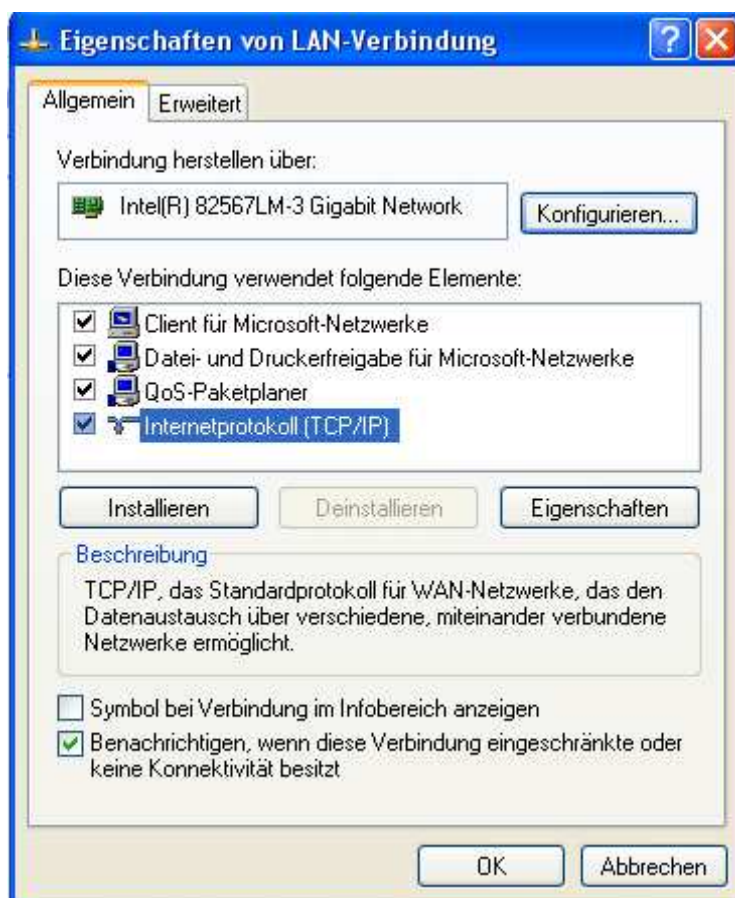 Eigenschaften von LAN-Verbindung
Allgemein
Erweitert
Verbindung herstellen über:
Intel(R) 82567LM-3 Gigabit Network
Konfigurieren...
Diese Verbindung verwendet folgende Elemente:
Client für Microsoft-Netzwerke
Datei- und Druckerfreigabe für Microsoft-Netzwerke
QoS-Paketplaner
Internetprotokoll (TCP/IP)
Installieren
Deinstallieren
Eigenschaften
Beschreibung
TCP/IP, das Standardprotokoll für WAN-Netzwerke, das den
Datenaustausch über verschiedene, miteinander verbundene
Netzwerke ermöglicht.
Symbol bei Verbindung im Infobereich anzeigen
Benachrichtigen, wenn diese Verbindung eingeschränkte oder
keine Konnektivität besitzt
OK
Abbrechen